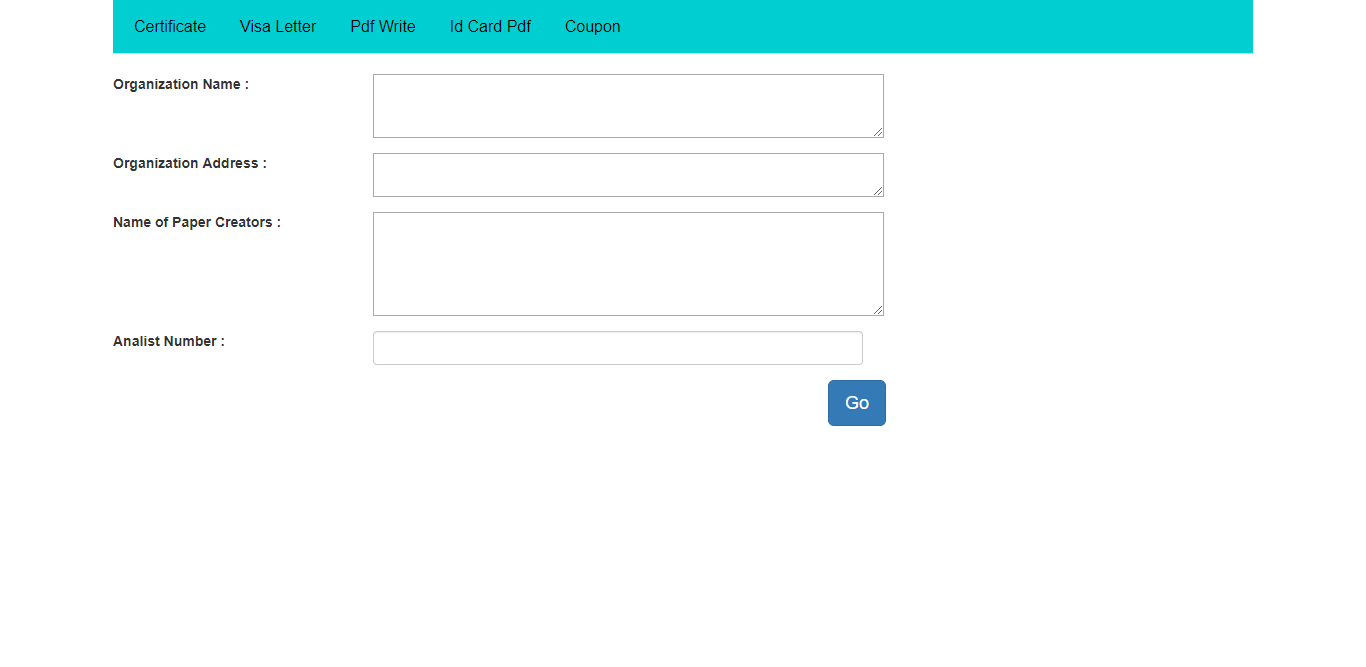 Certificate Visa Letter Pdf Write Id Card Pdf Coupon
Organization Name :
Organization Address :
Name of Paper Creators :
Analist Number :
Go